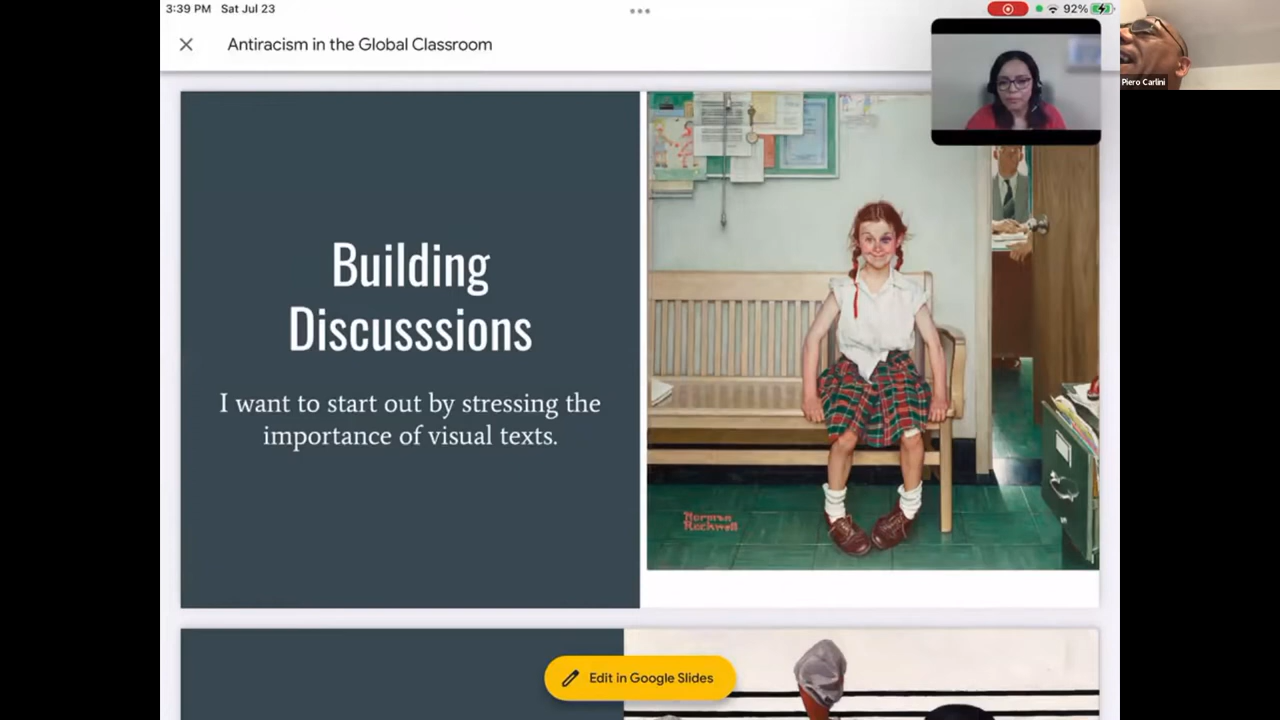 3:39 PM Sat Jul 23
92%
Antiracism in the Global Classroom
Piero Carlini
Building
Discusssions
I want to start out by stressing the
importance of visual texts.
Norman
Rockwell
Edit in Google Slides